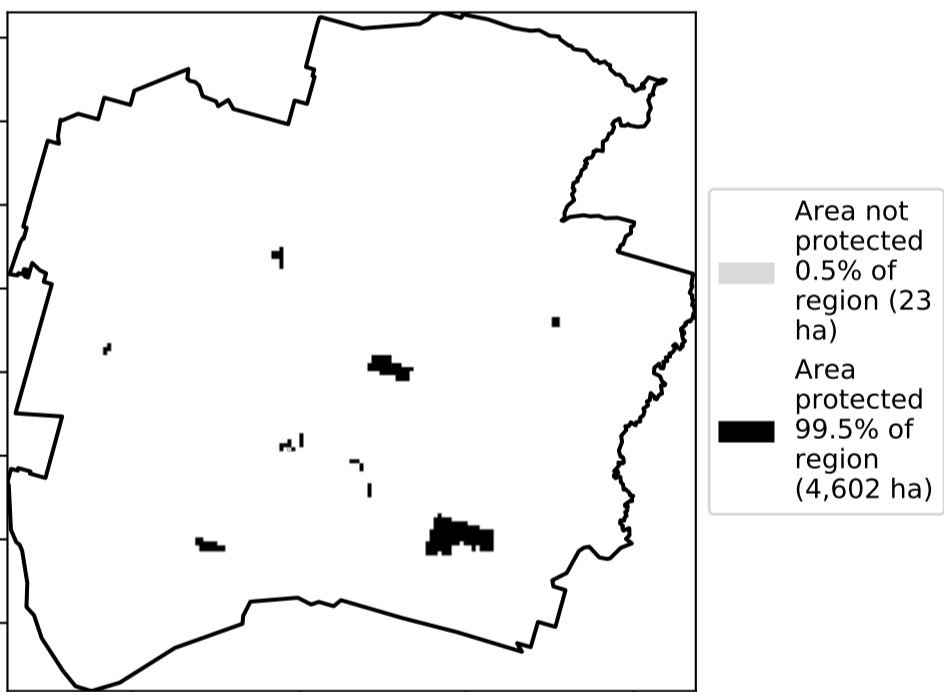 Area not
protected
0.5% of
region (23
ha)
Area
protected
99.5% of
region
(4,602 ha)